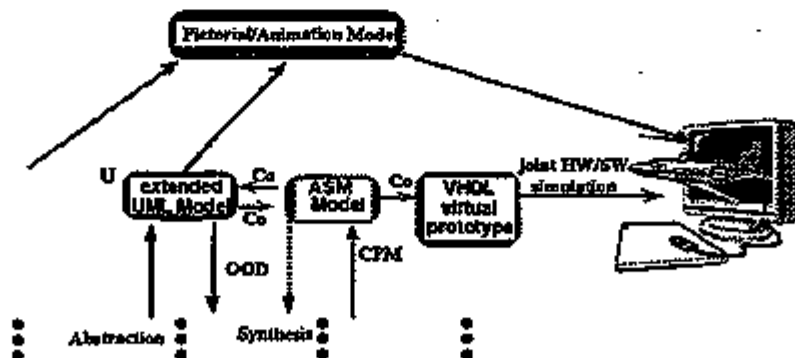 Pictorial/Animation Model
U
extended
UML Model
Co
Co
ASM
Model
Co
VHDL
virtual
prototype
joint HW/SW
simulation
OOD
CPM
Abstraction
Synthesis